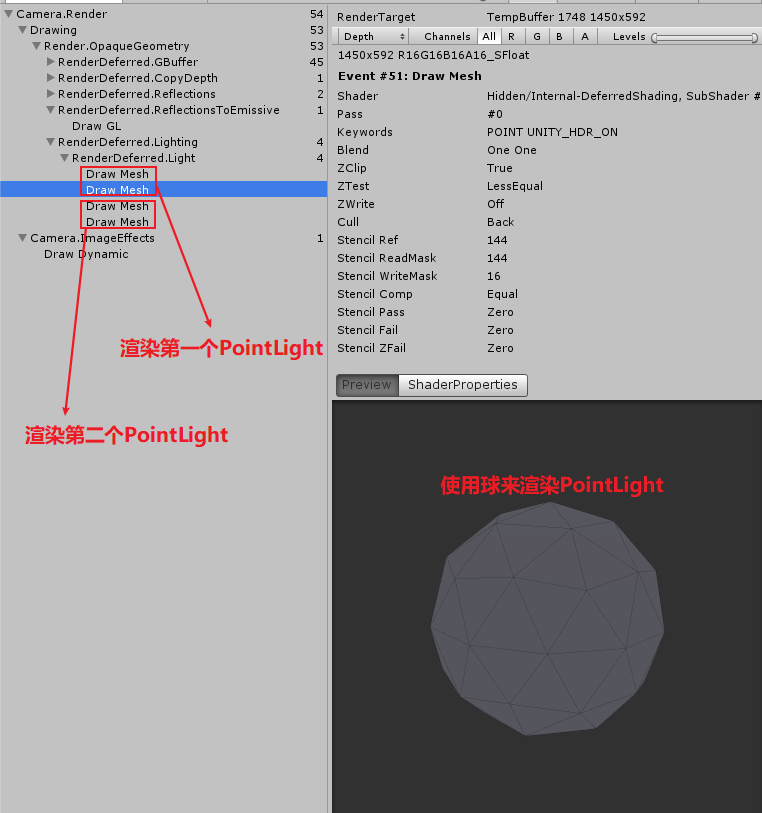 Camera.Render 54
Drawing 53
Render.OpaqueGeometry 53
RenderDeferred.GBuffer 45
RenderDeferred.CopyDepth 1
RenderDeferred.Reflections 2
RenderDeferred.ReflectionsToEmissive 1
Draw GL
RenderDeferred.Lighting 4
RenderDeferred.Light 4
Draw Mesh
Draw Mesh
Draw Mesh
Draw Mesh
Camera.ImageEffects 1
Draw Dynamic
渲染第一个PointLight
渲染第二个PointLight
RenderTarget TempBuffer 1748 1450x592
Depth Channels All R G B A Levels
1450x592 R16G16B16A16_SFloat
Event #51: Draw Mesh
Shader Hidden/Internal-DeferredShading, SubShader #
Pass #0
Keywords POINT UNITY_HDR_ON
Blend One One
ZClip True
ZTest LessEqual
ZWrite Off
Cull Back
Stencil Ref 144
Stencil ReadMask 144
Stencil WriteMask 16
Stencil Comp Equal
Stencil Pass Zero
Stencil Fail Zero
Stencil ZFail Zero
Preview ShaderProperties
使用球来渲染PointLight